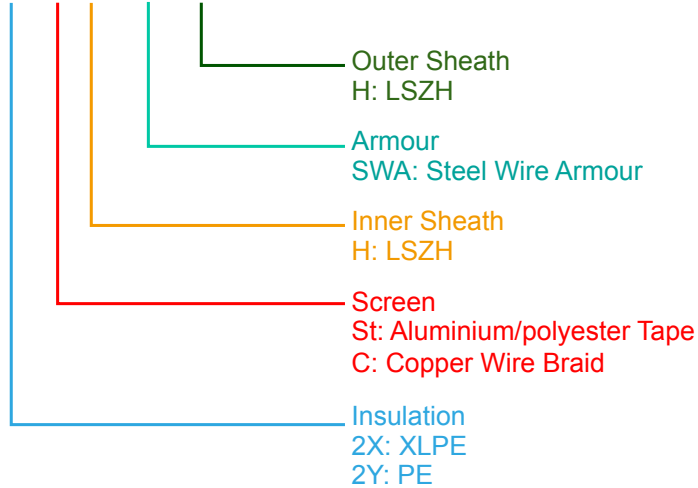 Outer Sheath
H: LSZH
Armour
SWA: Steel Wire Armour
Inner Sheath
H: LSZH
Screen
St: Aluminium/polyester Tape
C: Copper Wire Braid
Insulation
2X: XLPE
2Y: PE